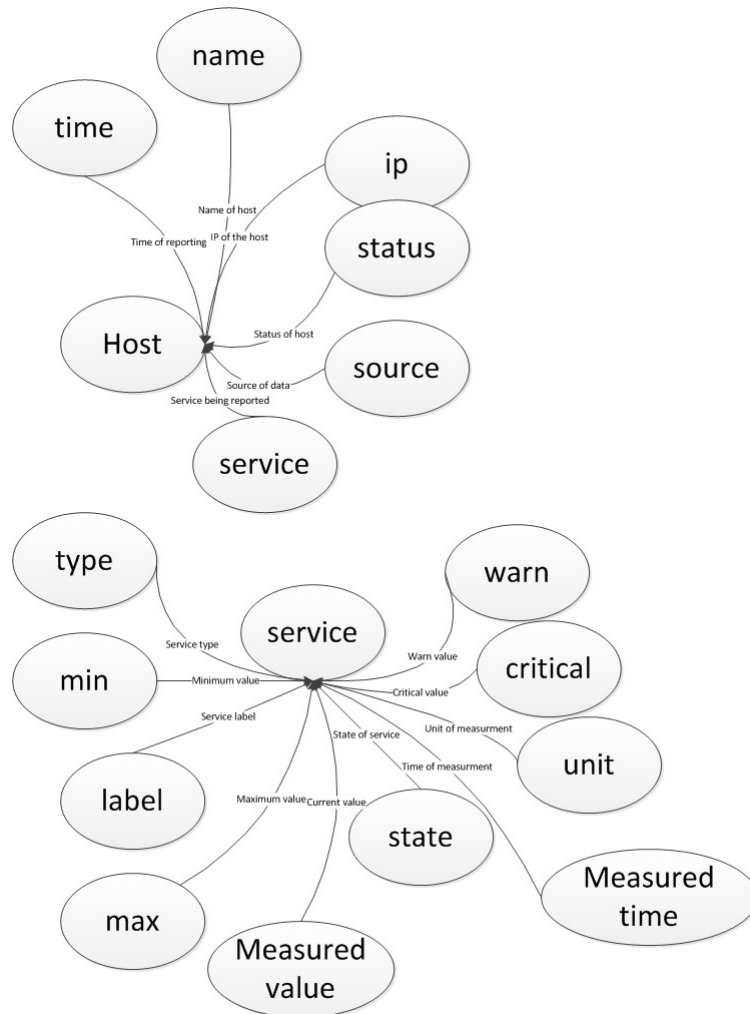 name
time
ip
Name of host
Time of reporting
IP of the host
status
Status of host
Host
source
Source of data
Service being reported
service
type
warn
service
Service type
Warn value
min
Minimum value
critical
Critical value
Service label
Unit of measurment
State of service
unit
Time of measurment
label
Maximum value
Current value
state
Measured
time
max
Measured
value